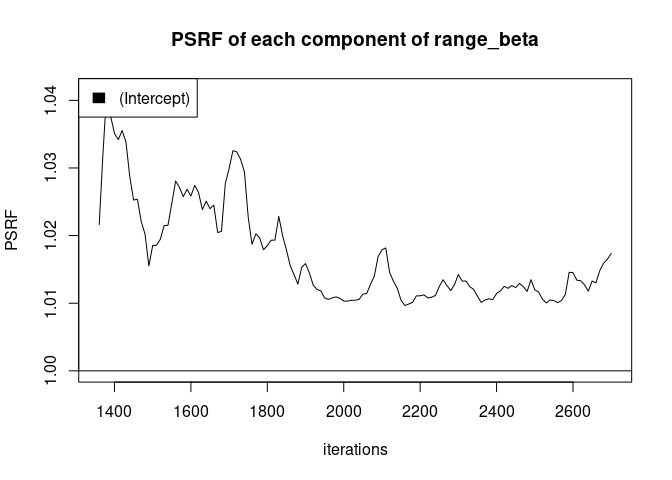 PSRF of each component of range_beta
(Intercept)
PSRF
1.04
1.03
1.02
1.01
1.00
1400 1600 1800 2000 2200 2400 2600
iterations